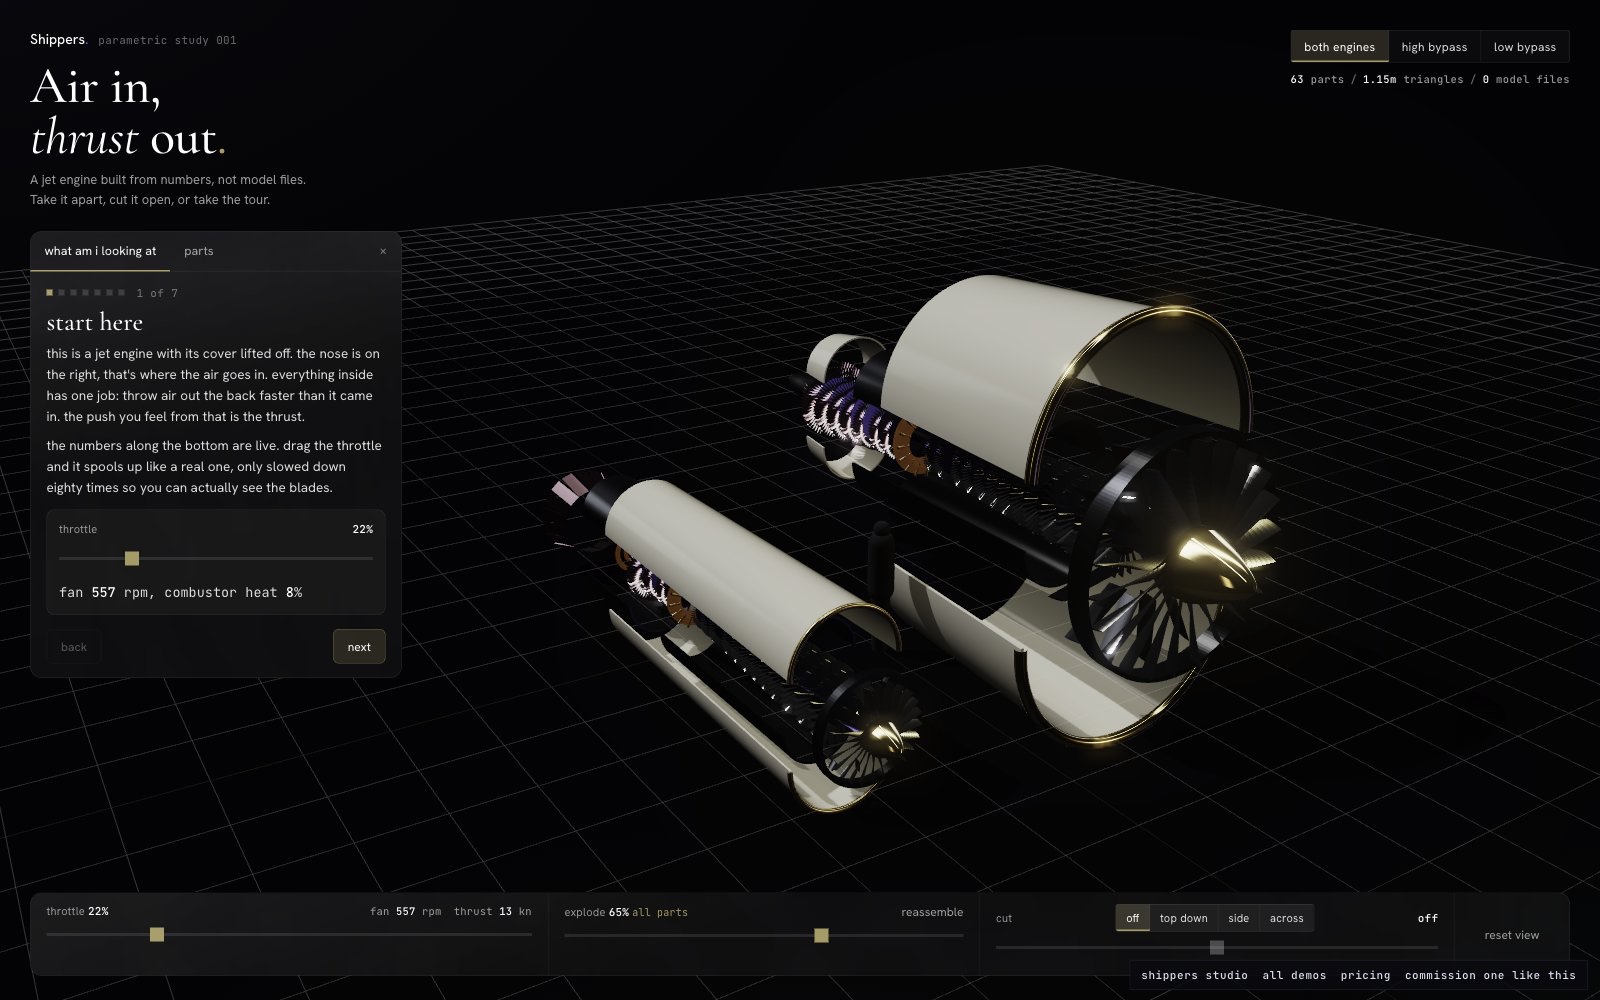 Shippers. parametric study 001
both engines high bypass low bypass
63 parts / 1.15m triangles / 0 model files
Air in,
thrust out.
A jet engine built from numbers, not model files.
Take it apart, cut it open, or take the tour.
what am i looking at parts ×
1 of 7
start here
this is a jet engine with its cover lifted off. the nose is on
the right, that's where the air goes in. everything inside
has one job: throw air out the back faster than it came
in. the push you feel from that is the thrust.
the numbers along the bottom are live. drag the throttle
and it spools up like a real one, only slowed down
eighty times so you can actually see the blades.
throttle 22%
fan 557 rpm, combustor heat 8%
back next
throttle 22% fan 557 rpm thrust 13 kn
explode 65% all parts reassemble
cut off top down side across off
reset view
shippers studio all demos pricing commission one like this